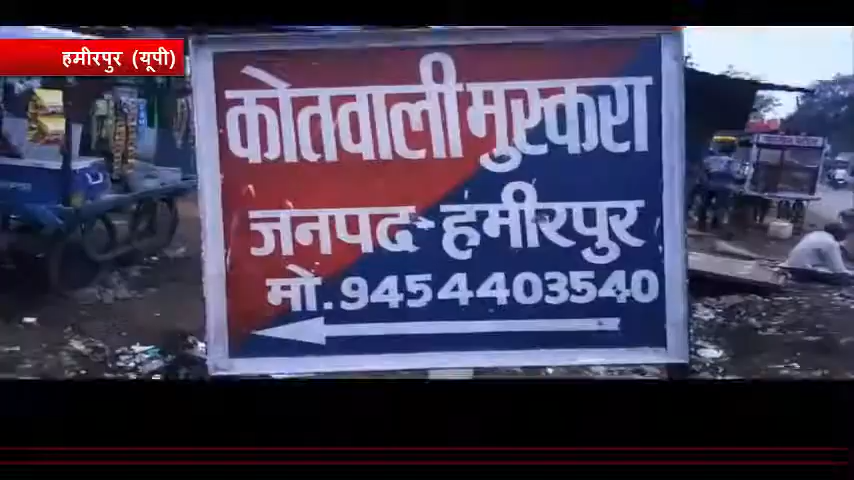 हमीरपुर (यूपी)
कोतवाली मुस्करा
जनपद-हमीरपुर
मो. 9454403540